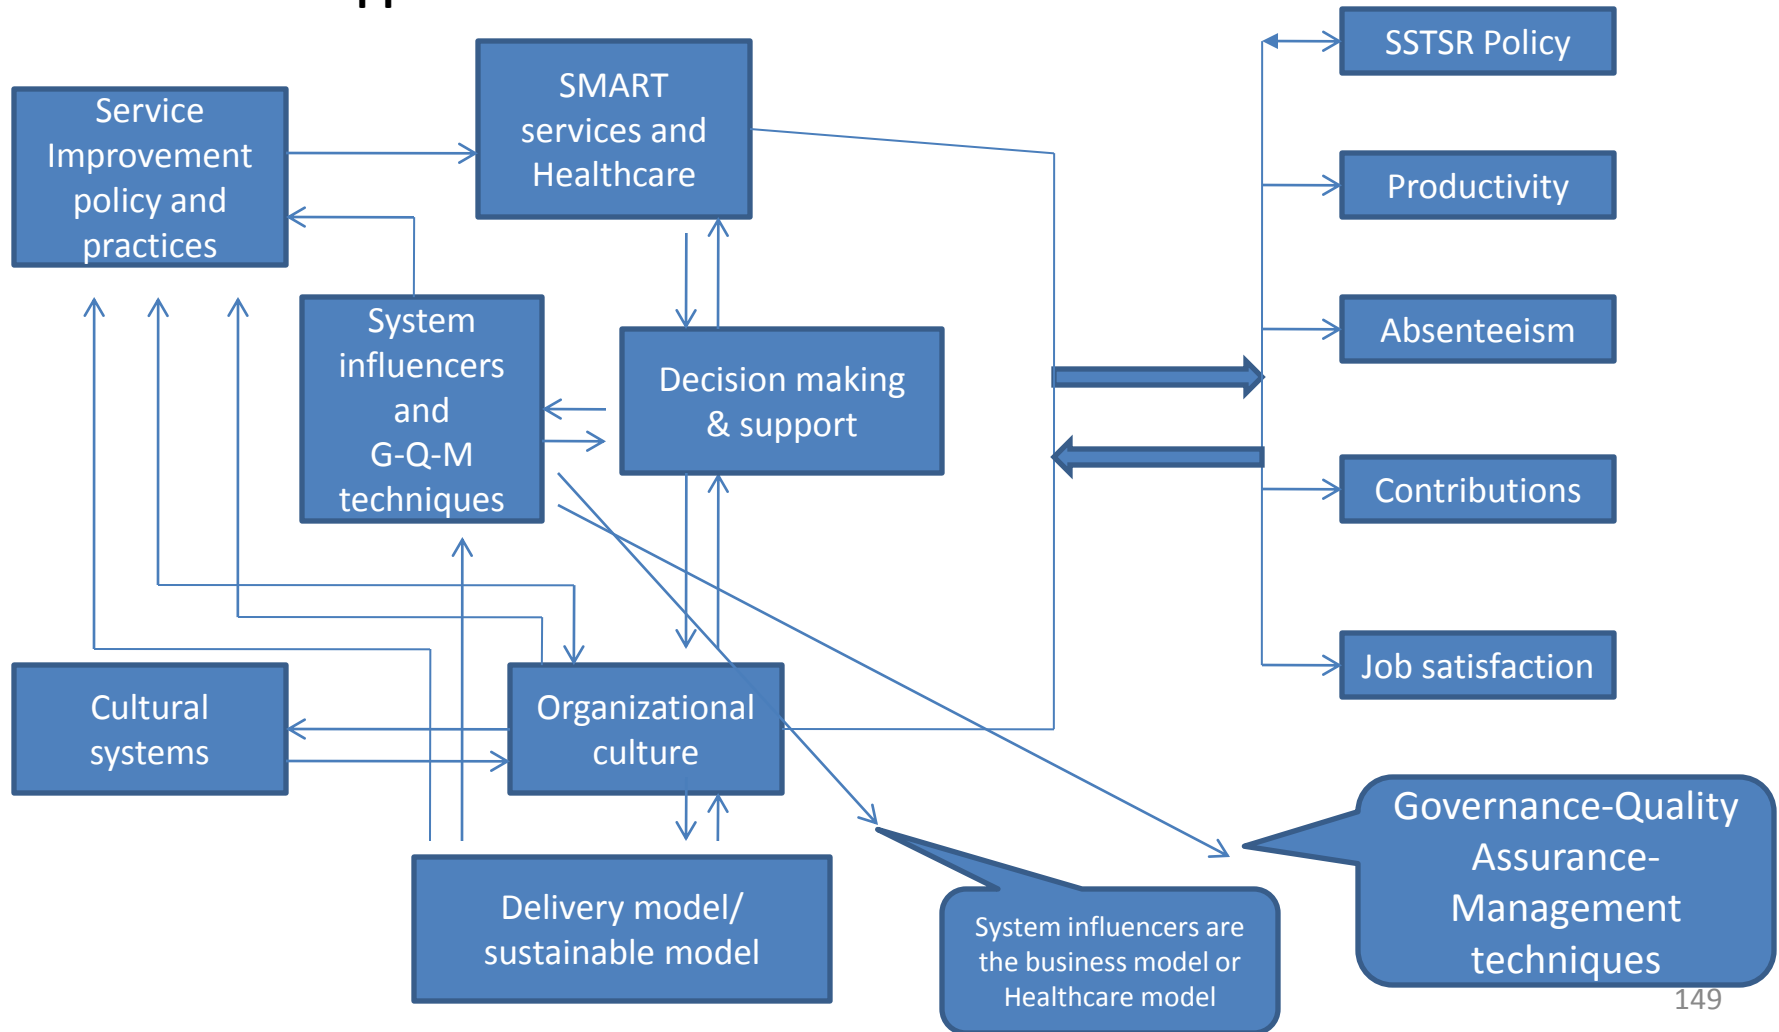 SMART
services and
Healthcare
Service
Improvement
policy and
practices
System
influencers
and
G-Q-M
techniques
Decision making
& support
Cultural
systems
Organizational
culture
Delivery model/
sustainable model
System influencers are
the business model or
Healthcare model
Governance-Quality
Assurance-
Management
techniques
SSTSR Policy
Productivity
Absenteeism
Contributions
Job satisfaction
149